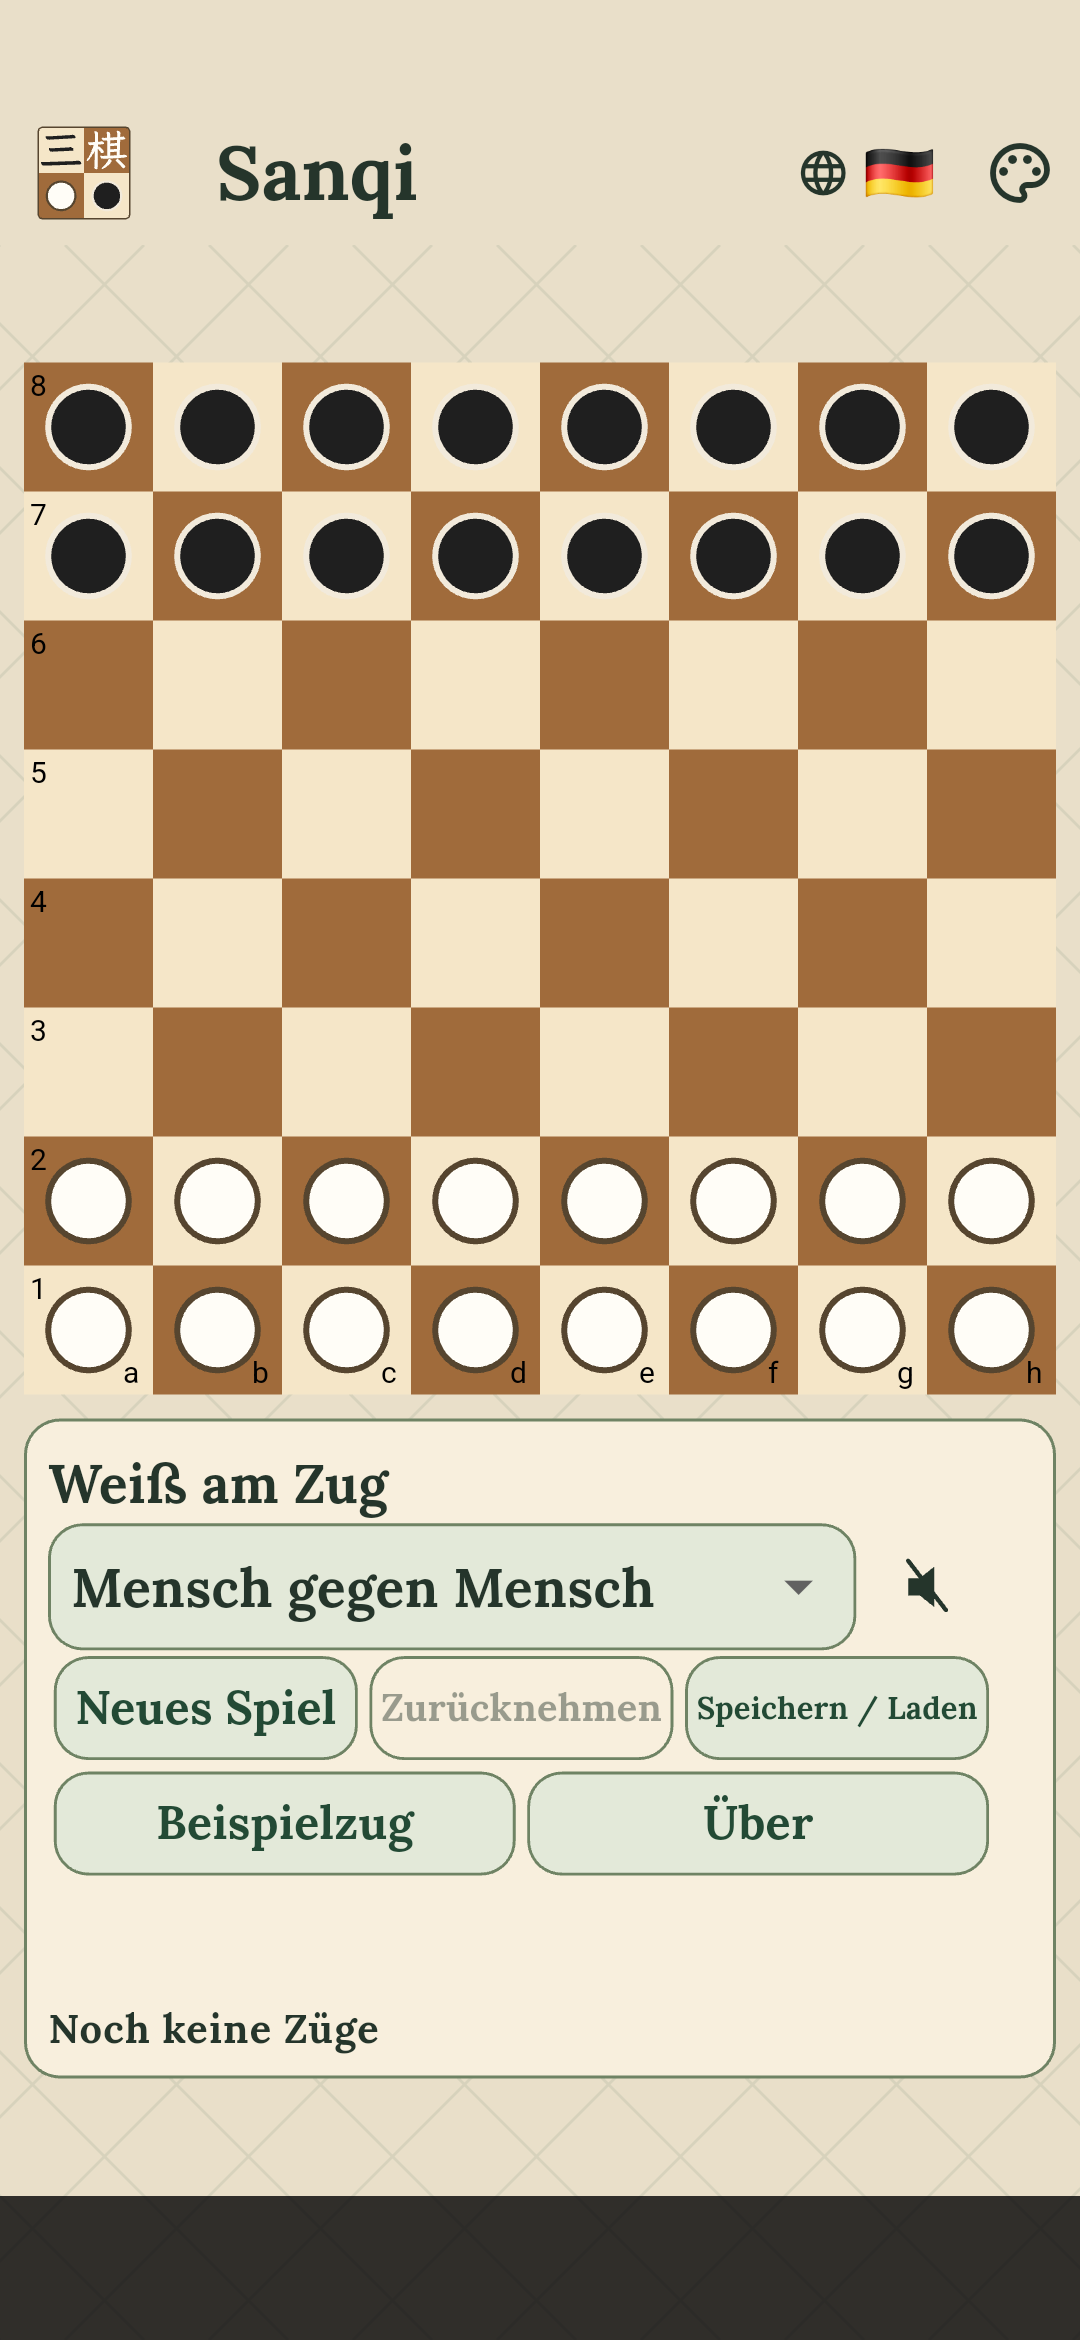 三棋
Sanqi
8
7
6
5
4
3
2
1
a b c d e f g h
Weiß am Zug
Mensch gegen Mensch
Neues Spiel Zurücknehmen Speichern / Laden
Beispielzug Über
Noch keine Züge